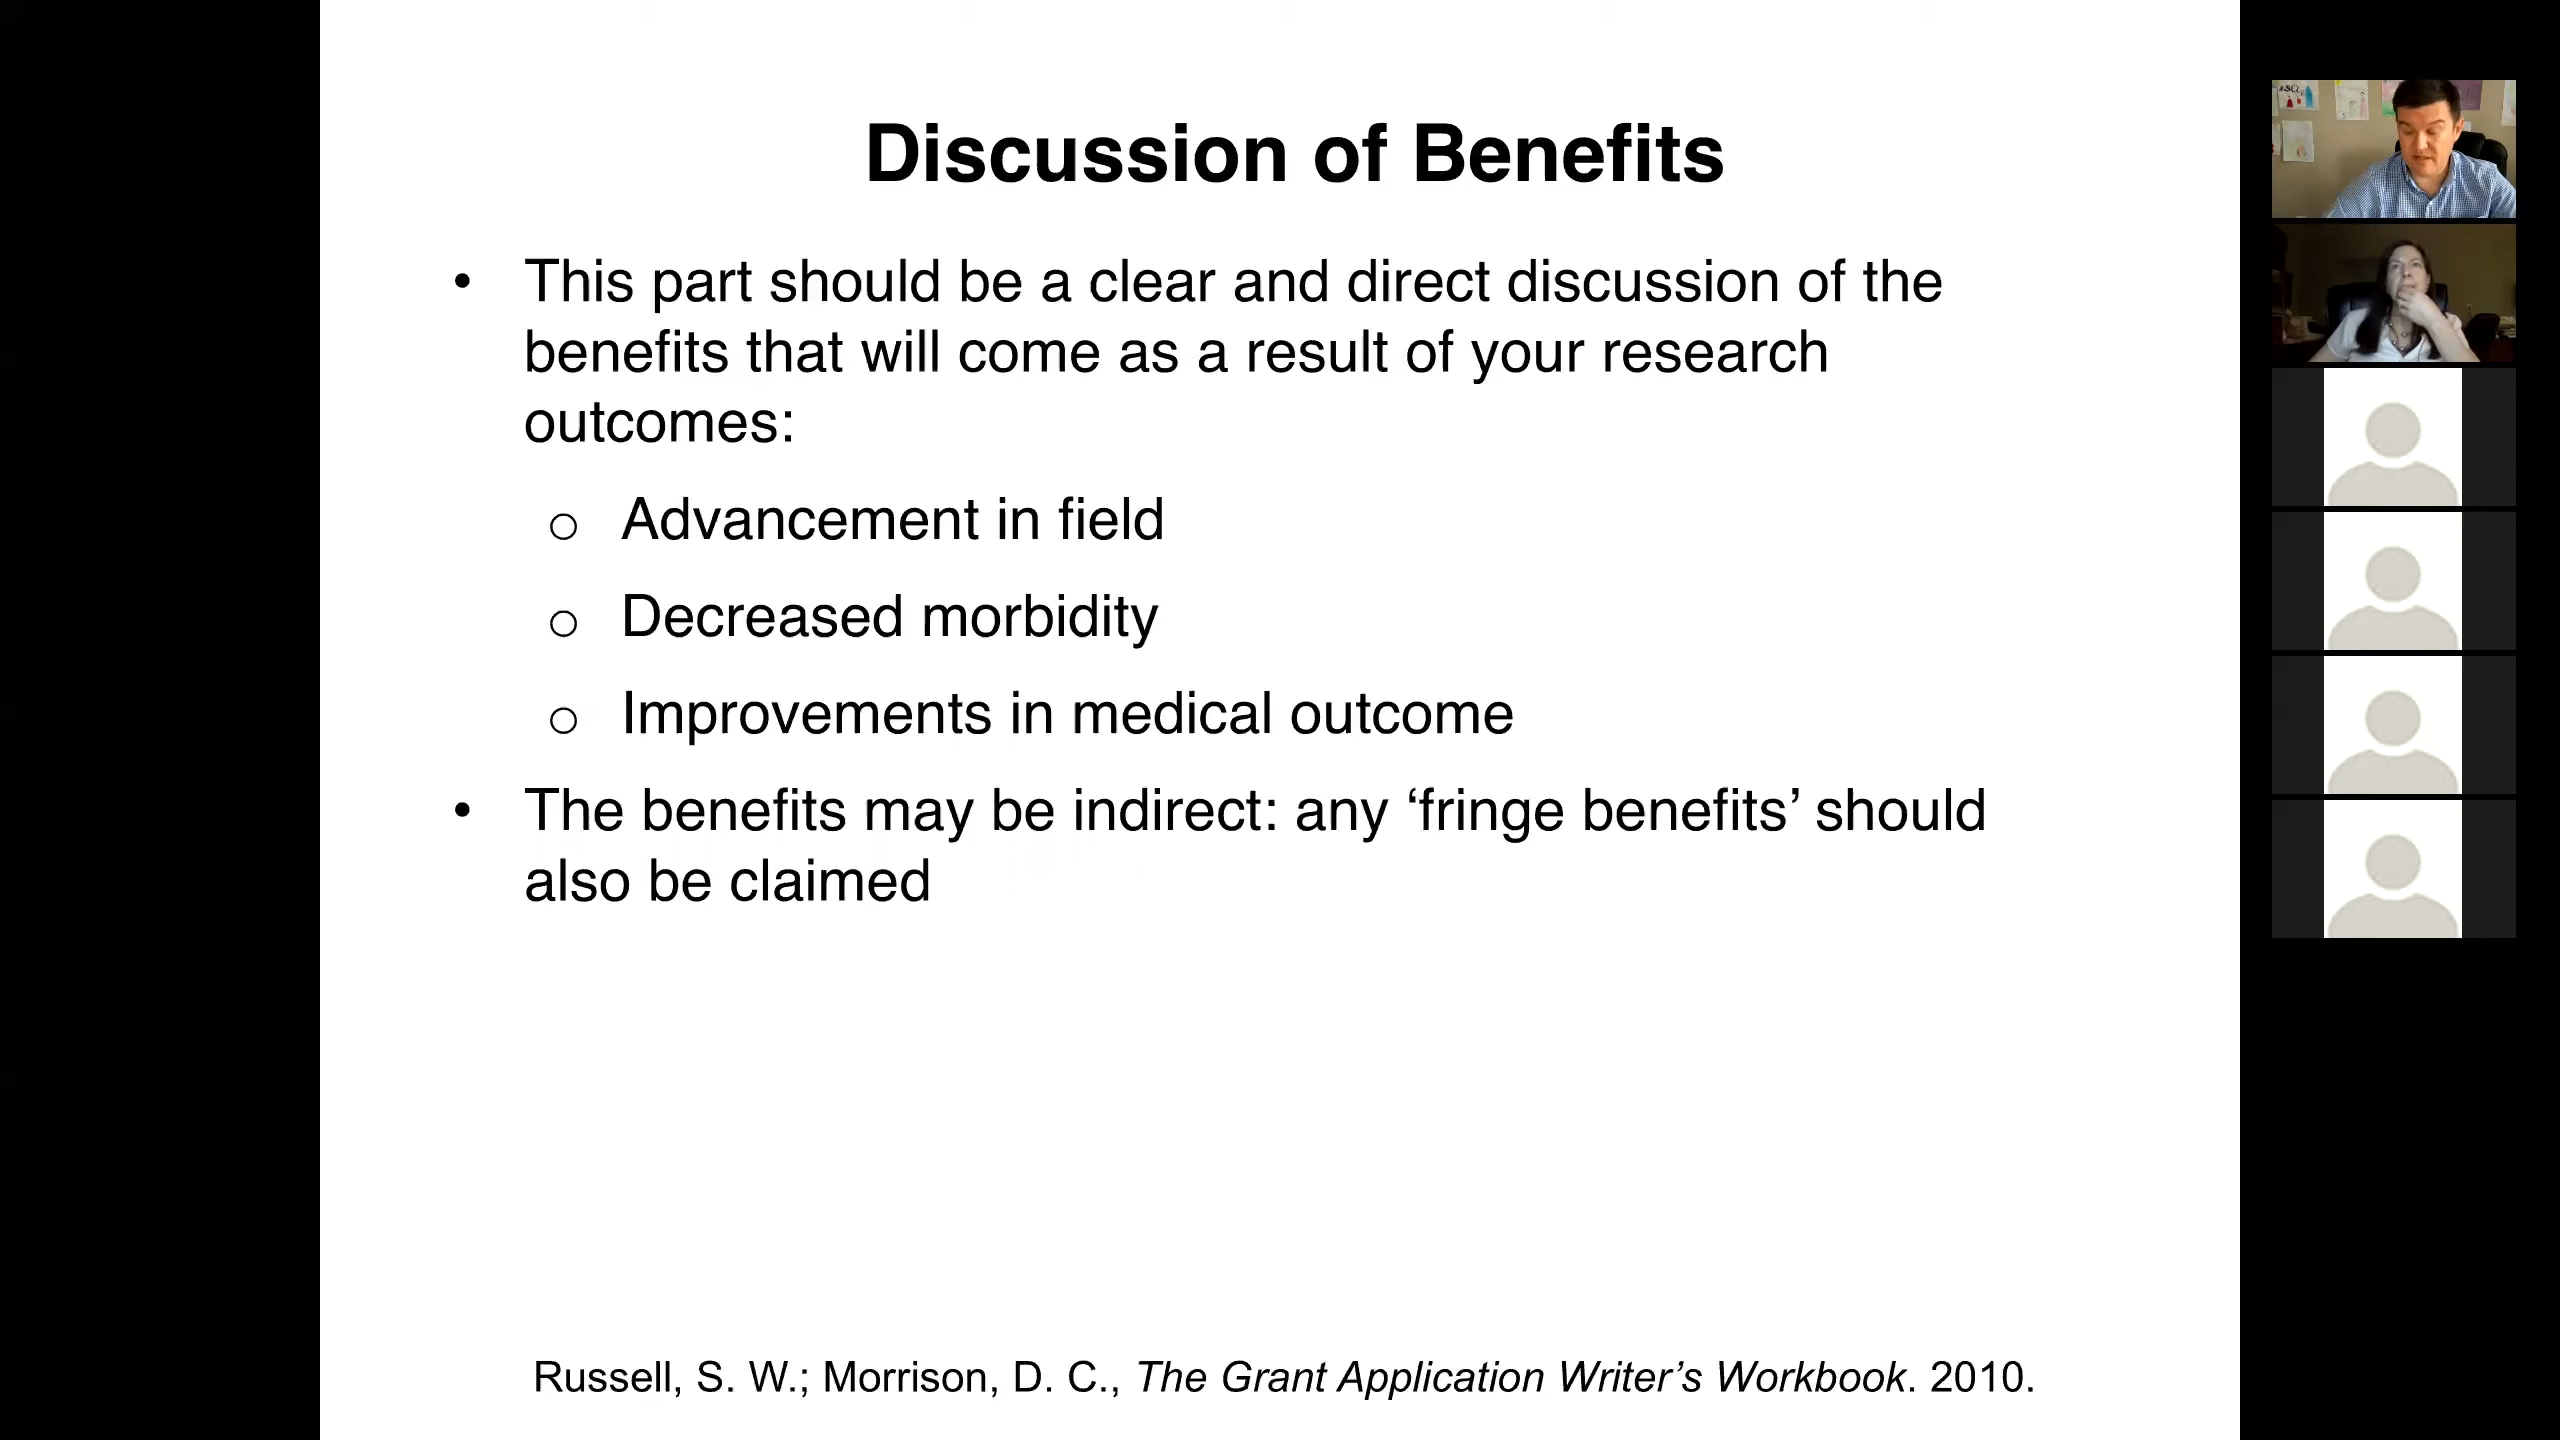 Discussion of Benefits
• This part should be a clear and direct discussion of the
benefits that will come as a result of your research
outcomes:
○ Advancement in field
○ Decreased morbidity
○ Improvements in medical outcome
• The benefits may be indirect: any ‘fringe benefits’ should
also be claimed
Russell, S. W.; Morrison, D. C., The Grant Application Writer’s Workbook. 2010.